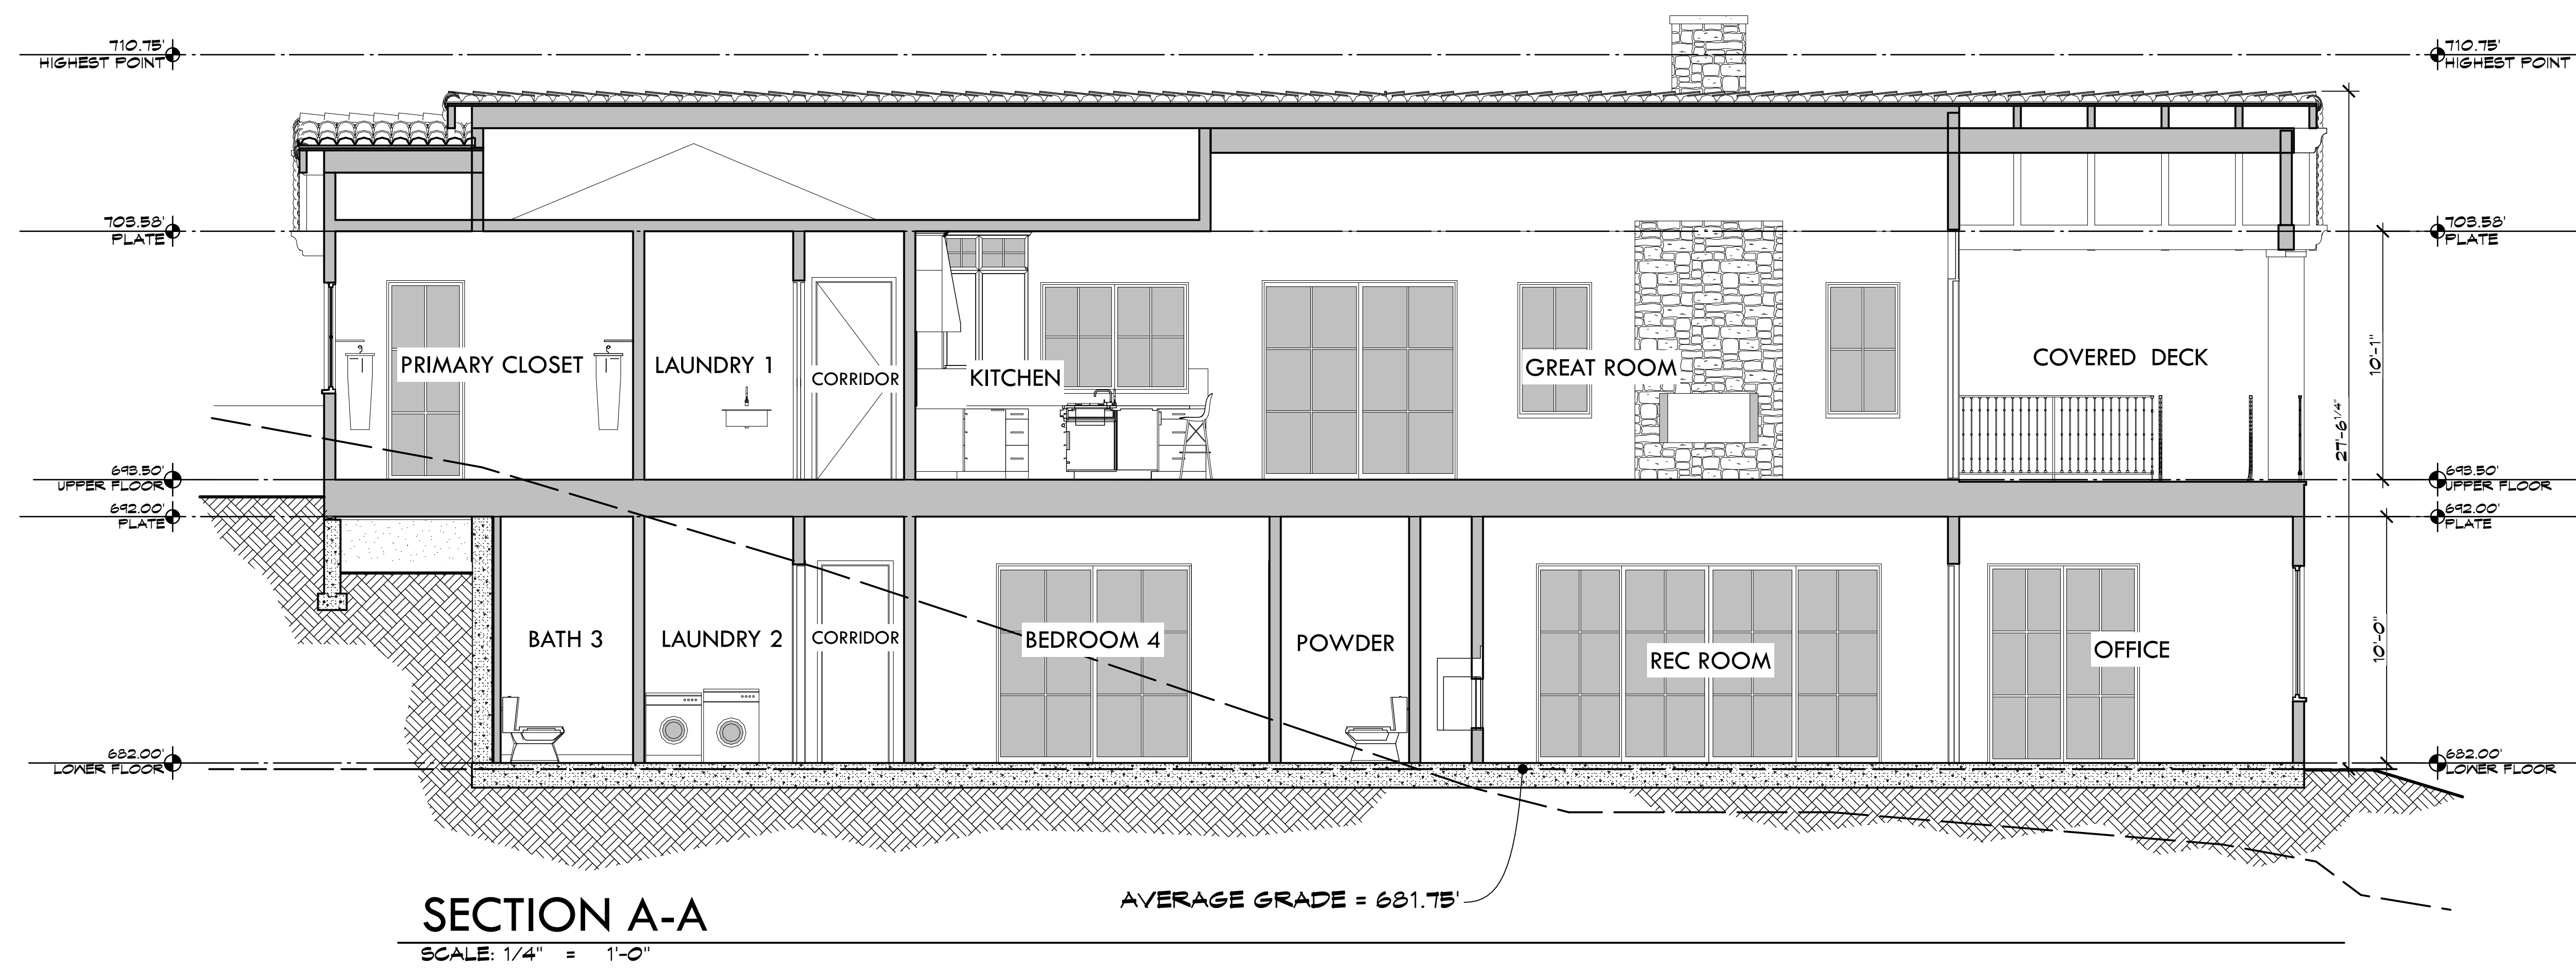 710.75'
HIGHEST POINT
710.75'
HIGHEST POINT
703.58'
PLATE
703.58'
PLATE
10'-1"
27'-6 1/4"
PRIMARY CLOSET
LAUNDRY 1
CORRIDOR
KITCHEN
GREAT ROOM
COVERED DECK
693.50'
UPPER FLOOR
693.50'
UPPER FLOOR
692.00'
PLATE
692.00'
PLATE
10'-0"
BATH 3
LAUNDRY 2
CORRIDOR
BEDROOM 4
POWDER
REC ROOM
OFFICE
682.00'
LOWER FLOOR
682.00'
LOWER FLOOR
AVERAGE GRADE = 681.75'
SECTION A-A
SCALE: 1/4" = 1'-0"